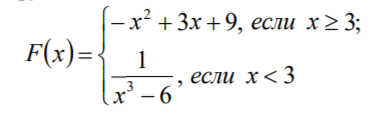 F(x) = { −x² + 3x + 9, если x ≥ 3;
1/(x³ − 6), если x < 3